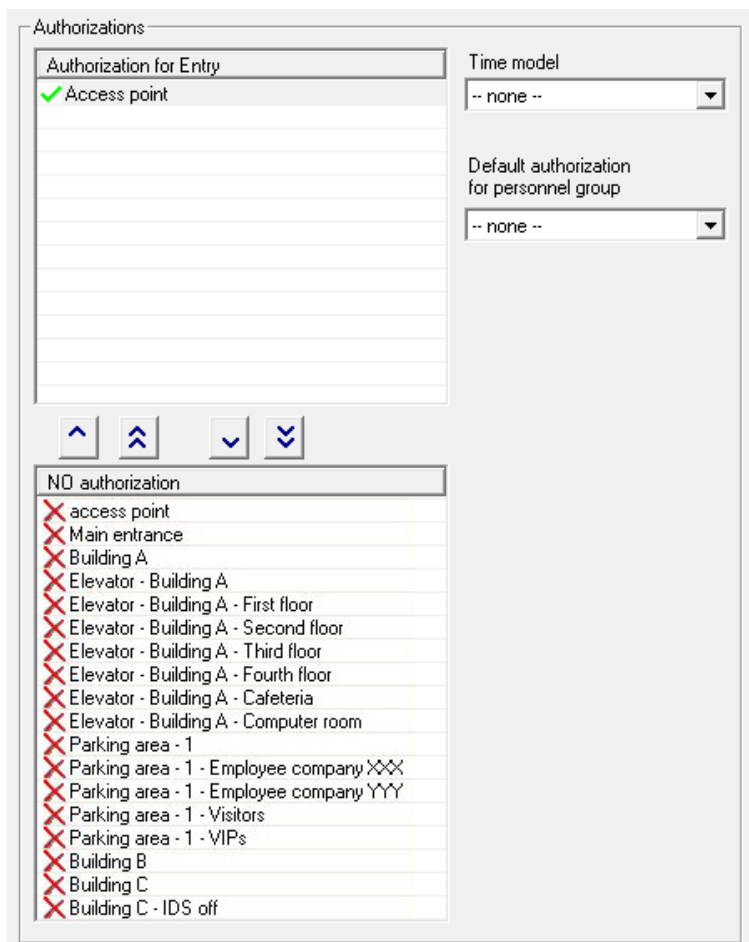 Authorizations
Authorization for Entry
Access point
Time model
-- none --
Default authorization
for personnel group
-- none --
NO authorization
access point
Main entrance
Building A
Elevator - Building A
Elevator - Building A - First floor
Elevator - Building A - Second floor
Elevator - Building A - Third floor
Elevator - Building A - Fourth floor
Elevator - Building A - Cafeteria
Elevator - Building A - Computer room
Parking area - 1
Parking area - 1 - Employee company XXX
Parking area - 1 - Employee company YYY
Parking area - 1 - Visitors
Parking area - 1 - VIPs
Building B
Building C
Building C - IDS off